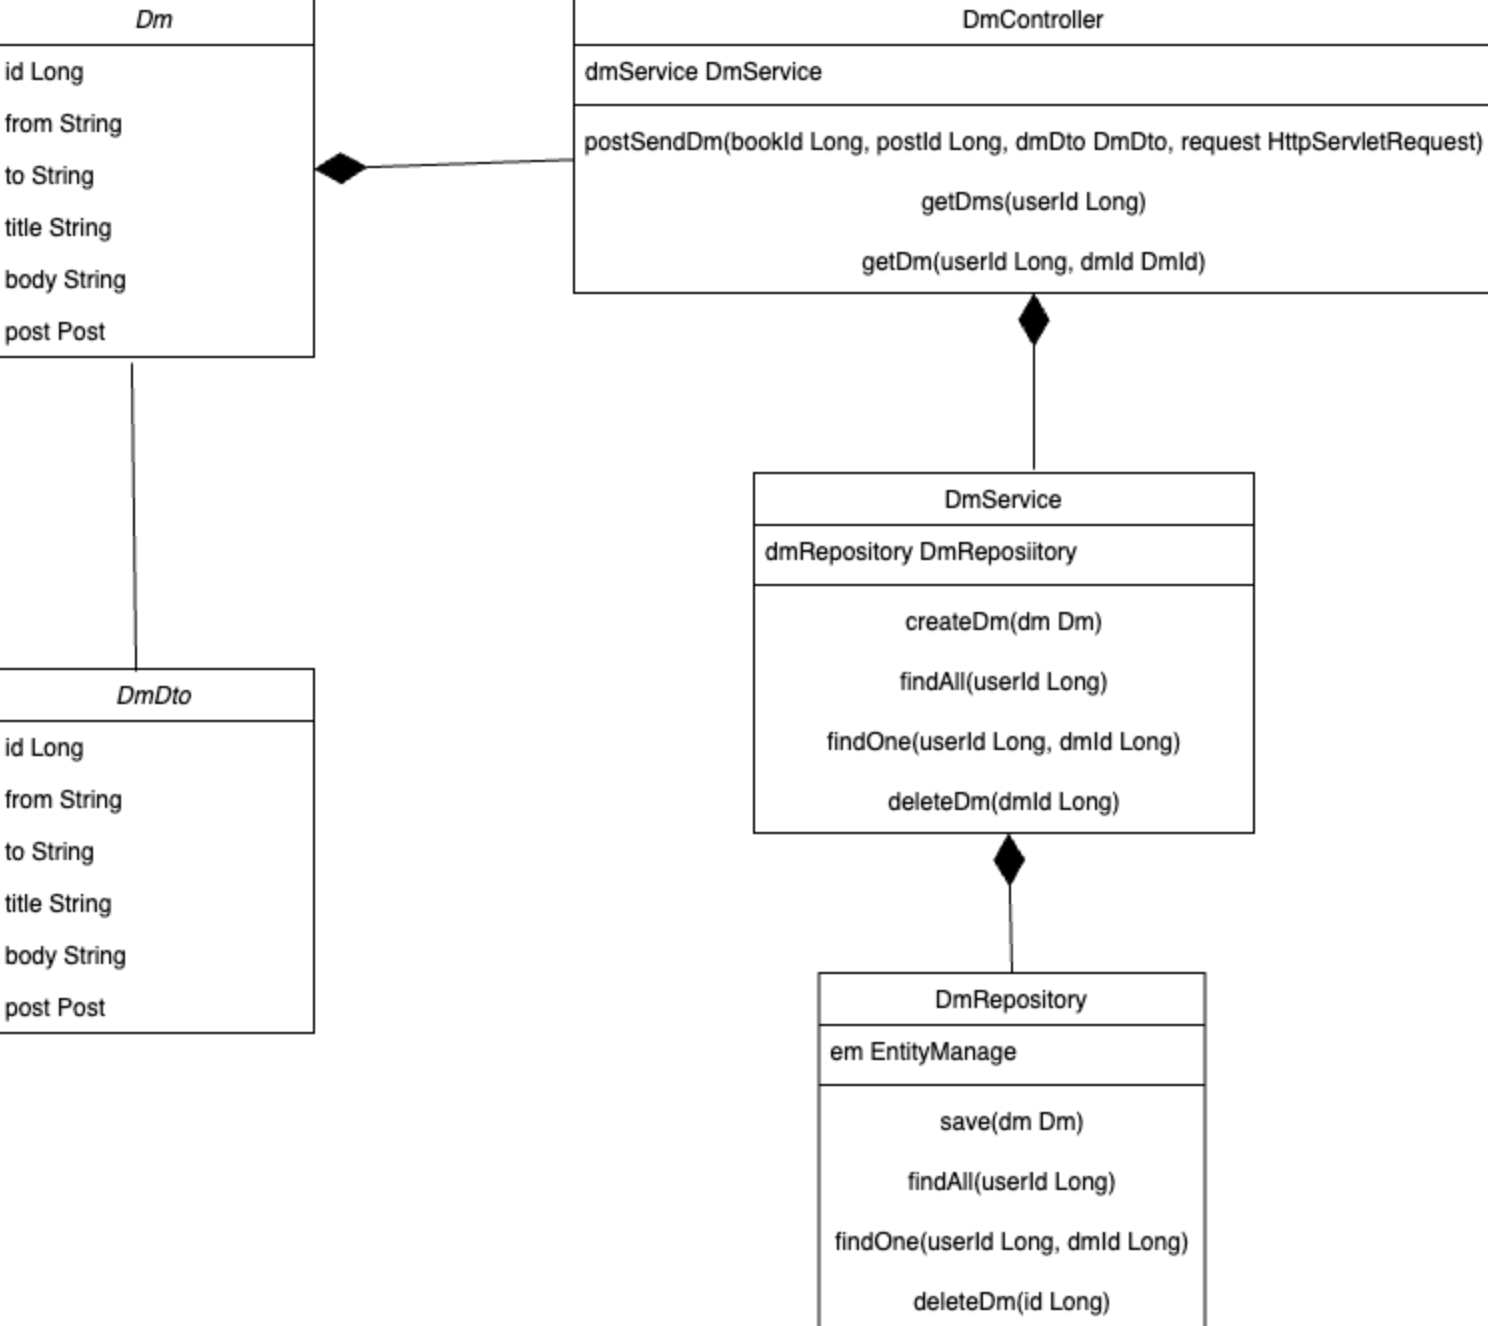 Dm
id Long
from String
to String
title String
body String
post Post
DmController
dmService DmService
postSendDm(bookId Long, postId Long, dmDto DmDto, request HttpServletRequest)
getDms(userId Long)
getDm(userId Long, dmId DmId)
DmService
dmRepository DmReposiitory
createDm(dm Dm)
findAll(userId Long)
findOne(userId Long, dmId Long)
deleteDm(dmId Long)
DmDto
id Long
from String
to String
title String
body String
post Post
DmRepository
em EntityManage
save(dm Dm)
findAll(userId Long)
findOne(userId Long, dmId Long)
deleteDm(id Long)